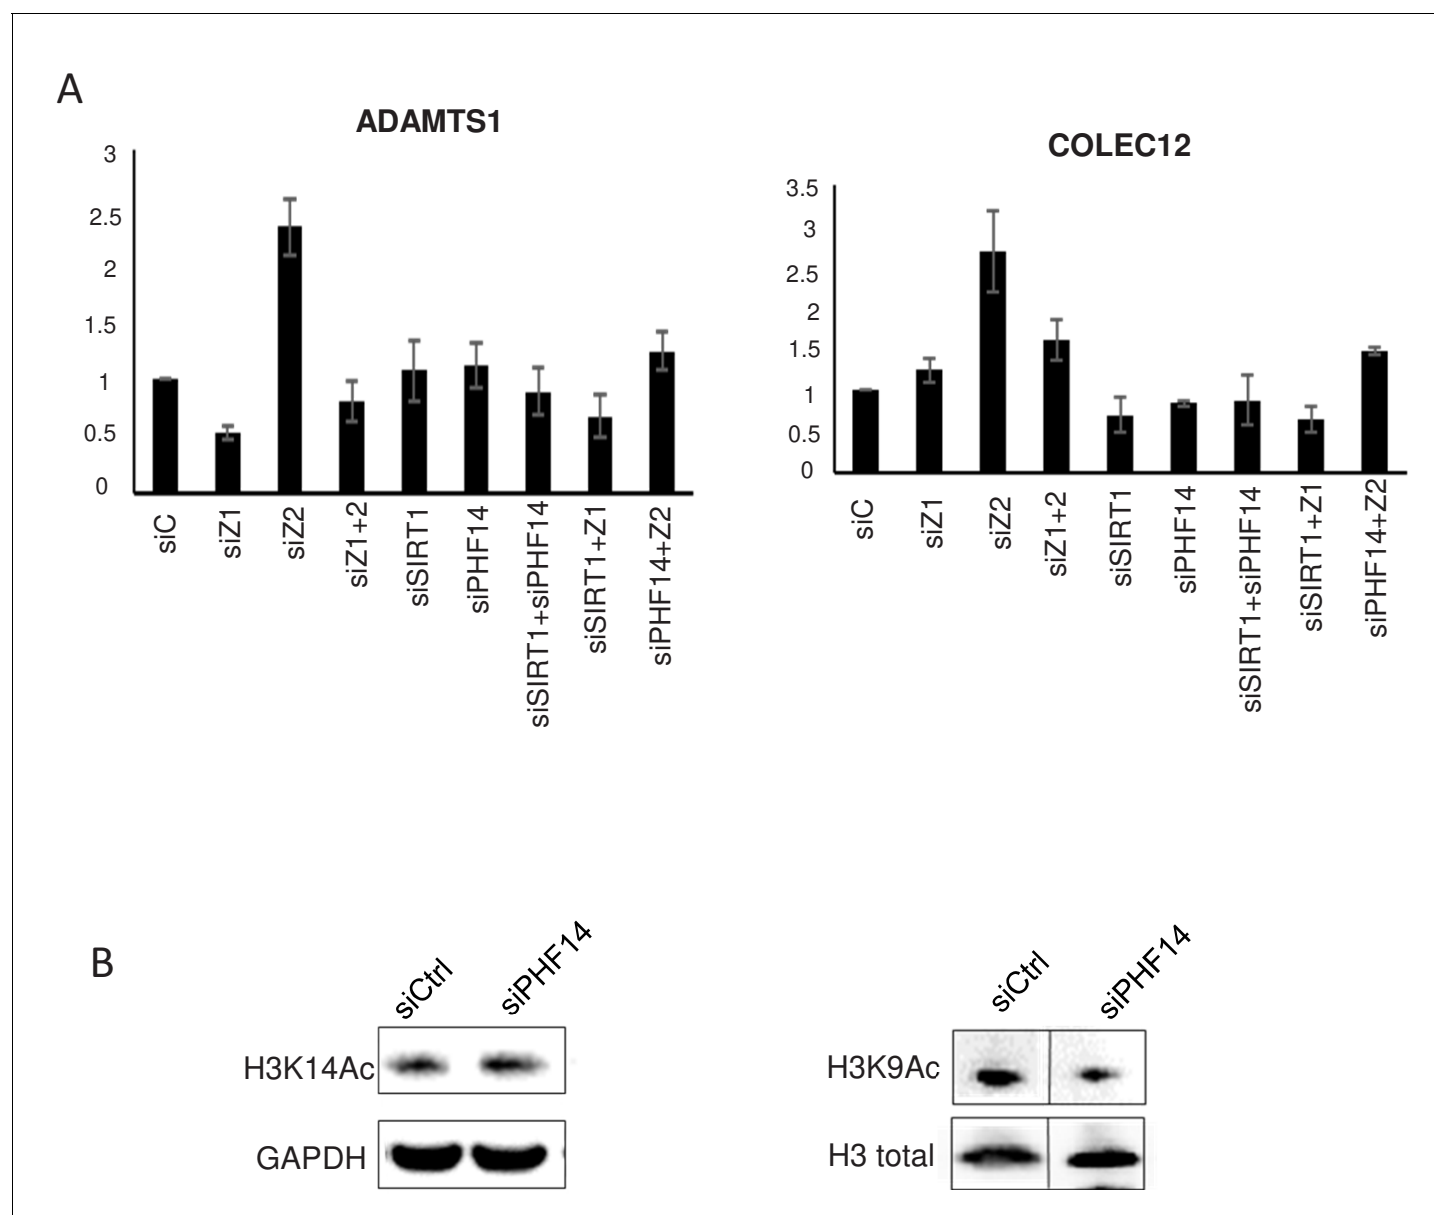 A
ADAMTS1
3
2.5
2
1.5
1
0.5
0
siC
siZ1
siZ2
siZ1+2
siSIRT1
siPHF14
siSIRT1+siPHF14
siSIRT1+Z1
siPHF14+Z2
COLEC12
3.5
3
2.5
2
1.5
1
0.5
0
siC
siZ1
siZ2
siZ1+2
siSIRT1
siPHF14
siSIRT1+siPHF14
siSIRT1+Z1
siPHF14+Z2
B
siCtrl
siPHF14
H3K14Ac
GAPDH
siCtrl
siPHF14
H3K9Ac
H3 total